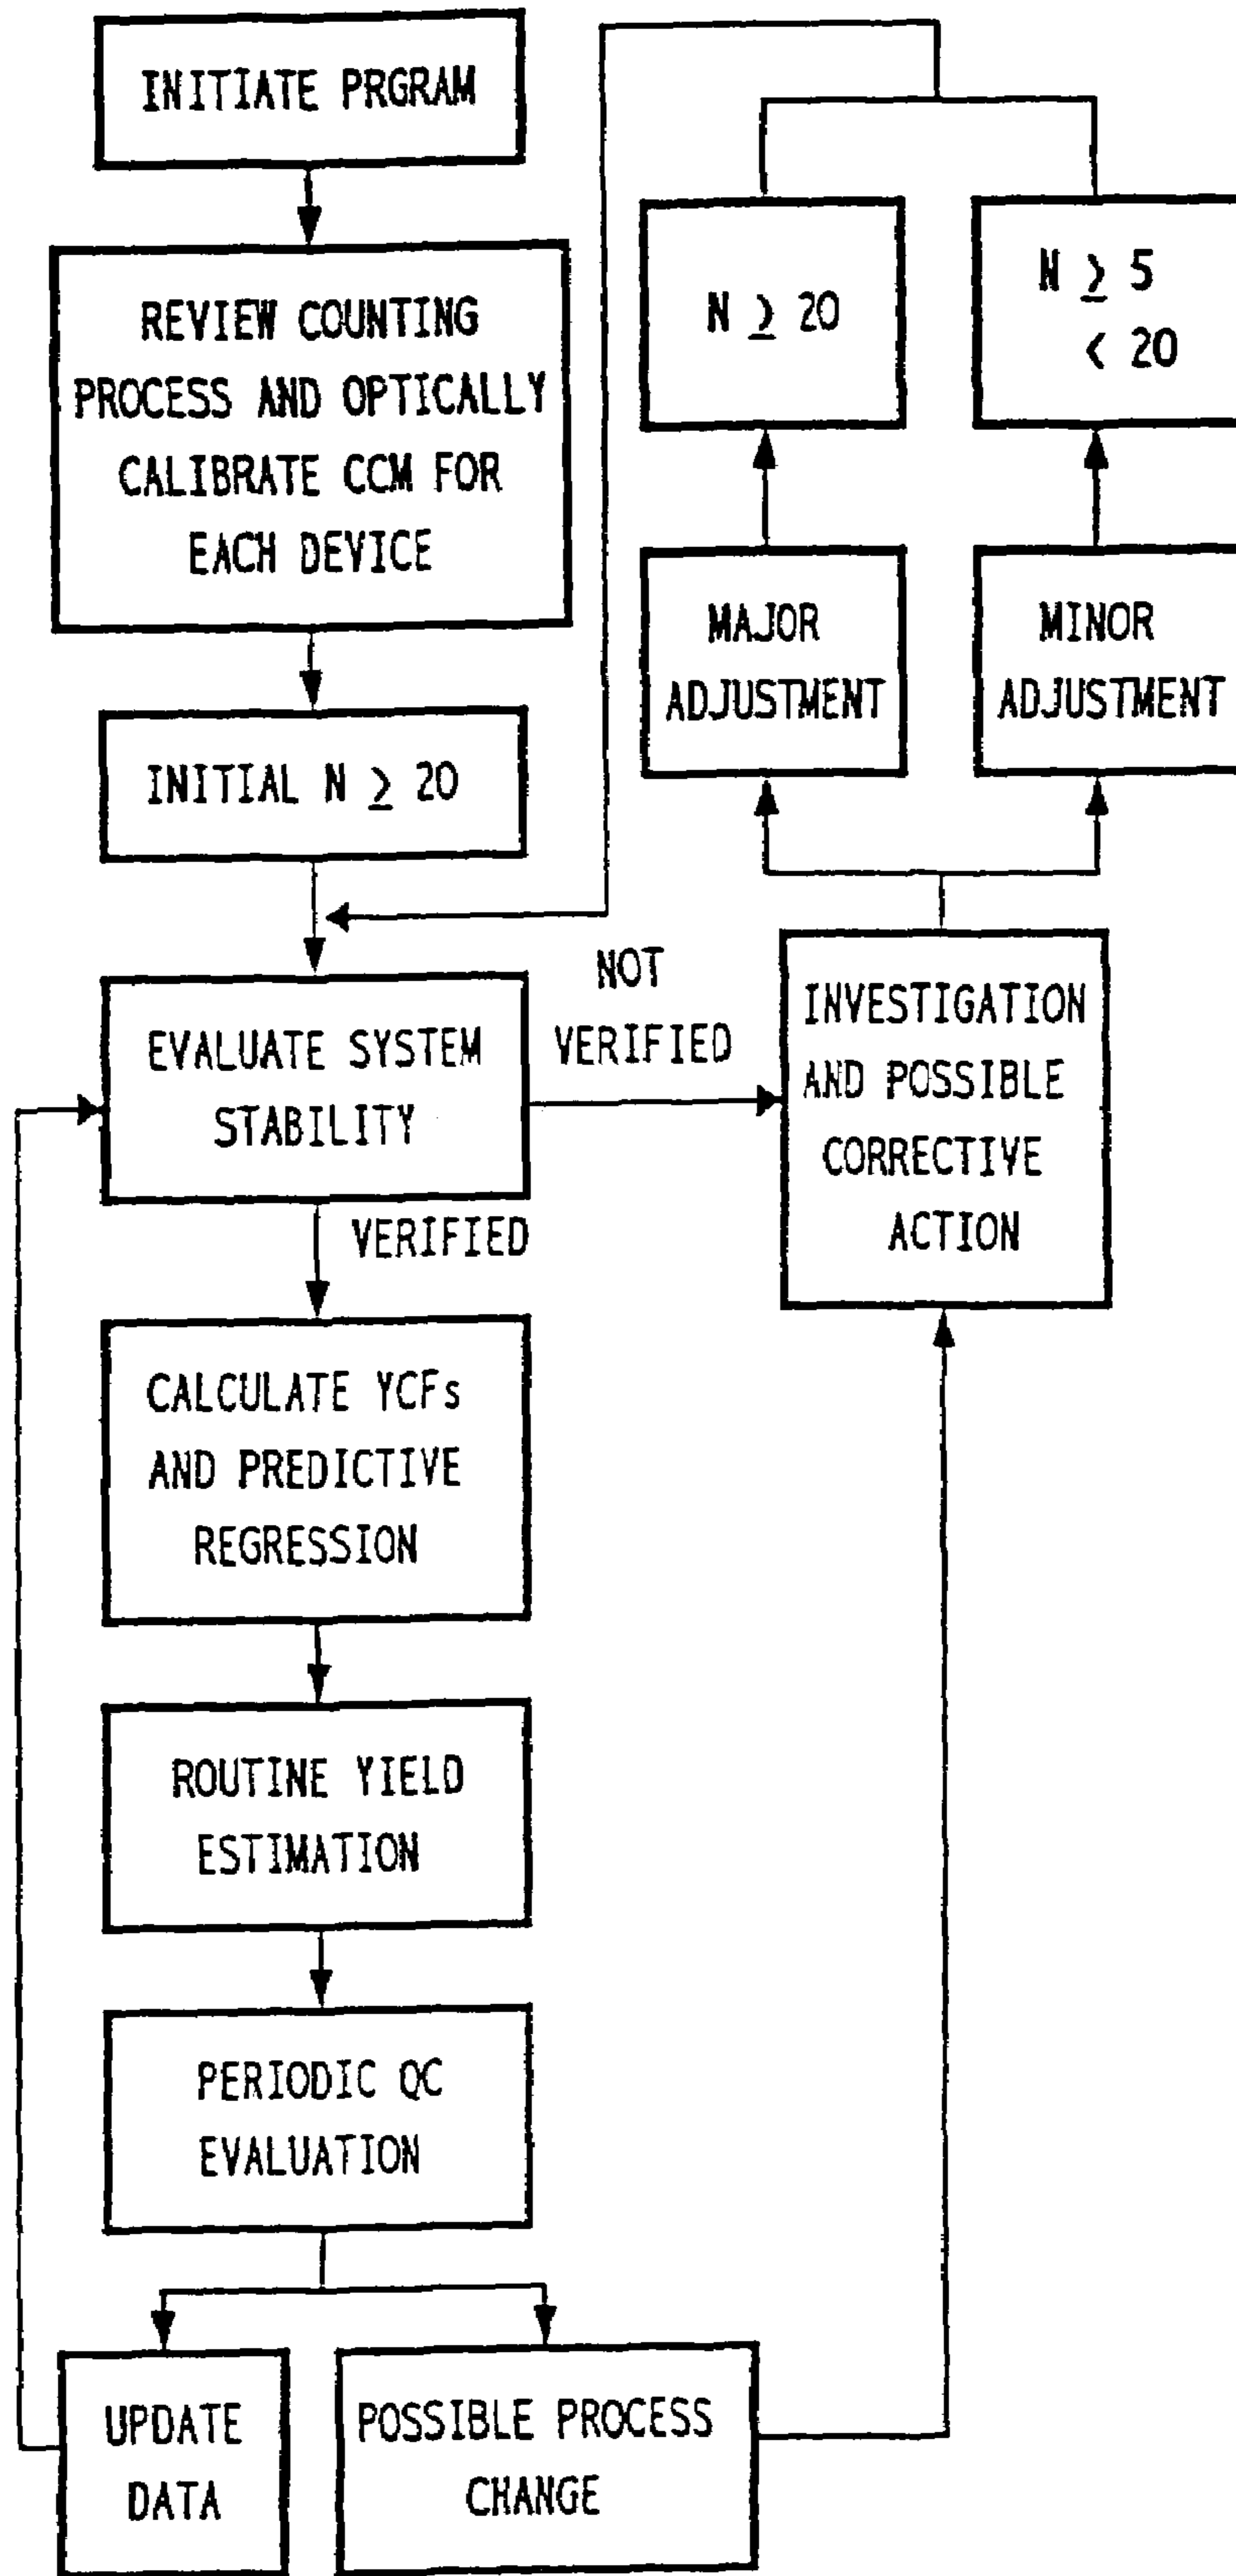 INITIATE PRGRAM
REVIEW COUNTING
PROCESS AND OPTICALLY
CALIBRATE CCM FOR
EACH DEVICE
INITIAL N ≥ 20
EVALUATE SYSTEM
STABILITY
NOT
VERIFIED
VERIFIED
CALCULATE YCFs
AND PREDICTIVE
REGRESSION
ROUTINE YIELD
ESTIMATION
PERIODIC QC
EVALUATION
UPDATE
DATA
POSSIBLE PROCESS
CHANGE
INVESTIGATION
AND POSSIBLE
CORRECTIVE
ACTION
MAJOR
ADJUSTMENT
MINOR
ADJUSTMENT
N ≥ 20
N ≥ 5
< 20